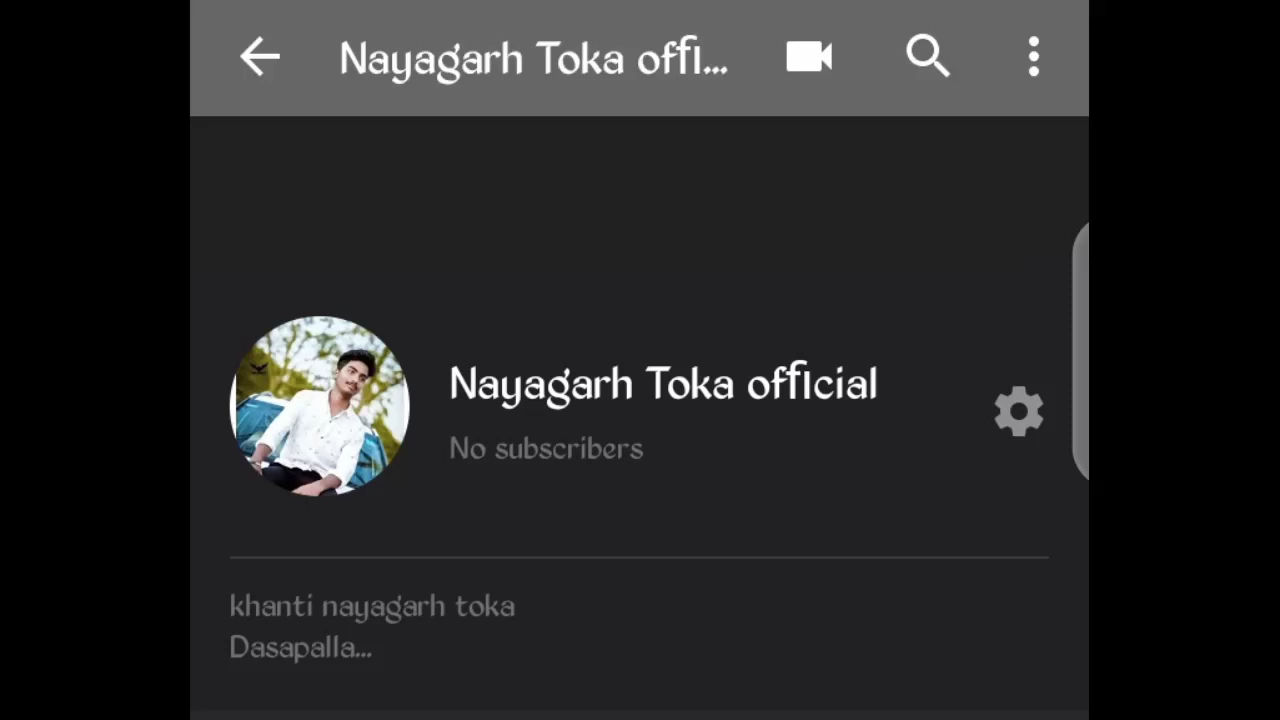 Nayagarh Toka offi...
Nayagarh Toka official
No subscribers
khanti nayagarh toka
Dasapalla...